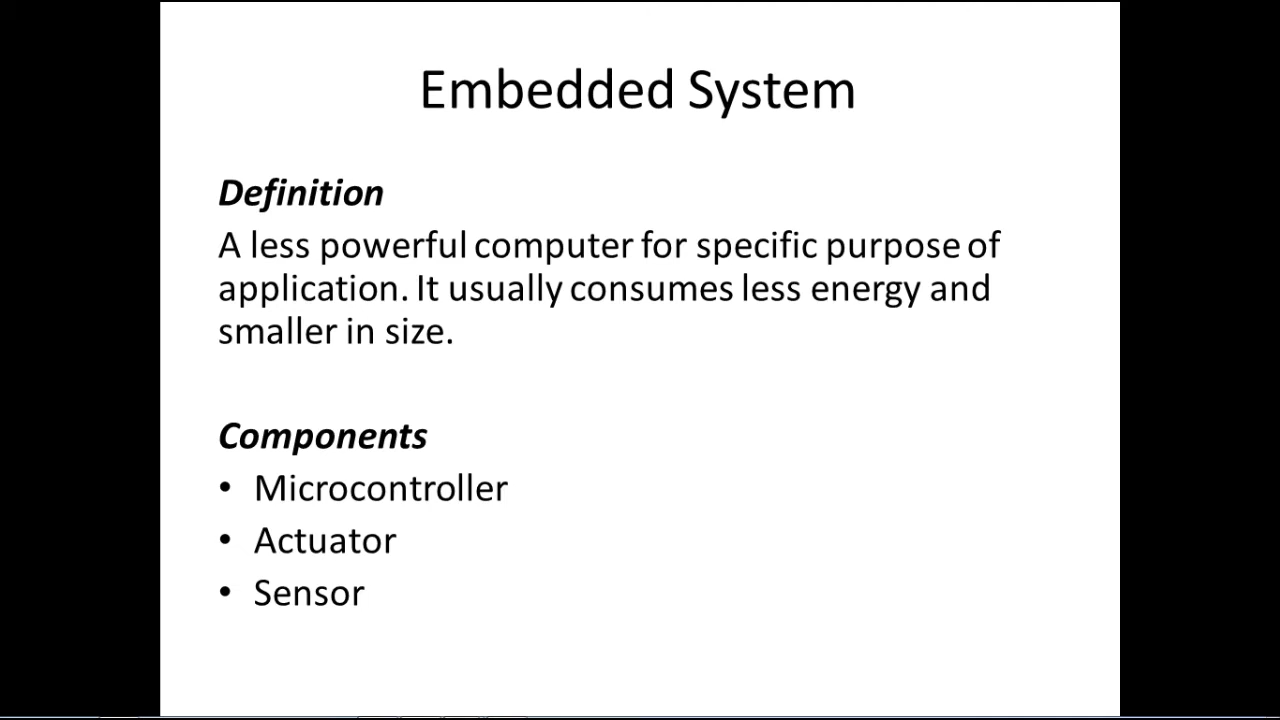 Embedded System
Definition
A less powerful computer for specific purpose of
application. It usually consumes less energy and
smaller in size.
Components
• Microcontroller
• Actuator
• Sensor